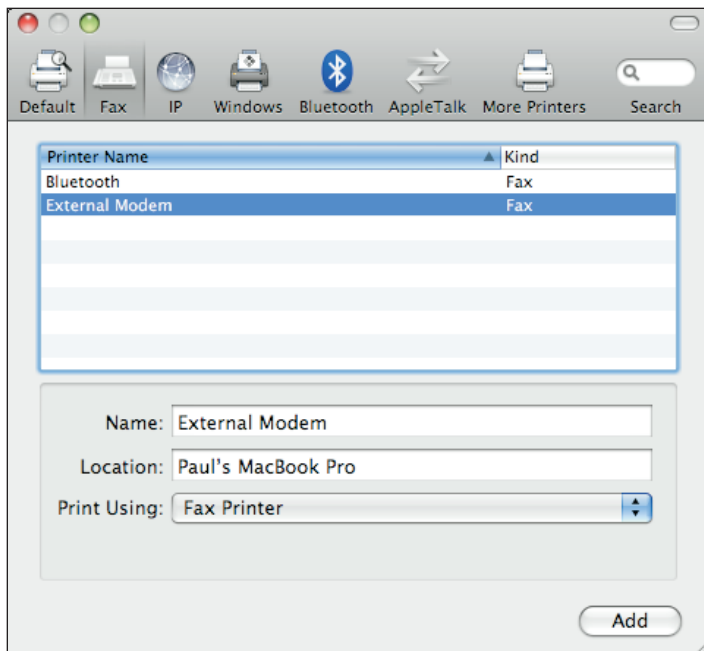 Default Fax IP Windows Bluetooth AppleTalk More Printers Search
Printer Name Kind
Bluetooth Fax
External Modem Fax
Name: External Modem
Location: Paul's MacBook Pro
Print Using: Fax Printer
Add